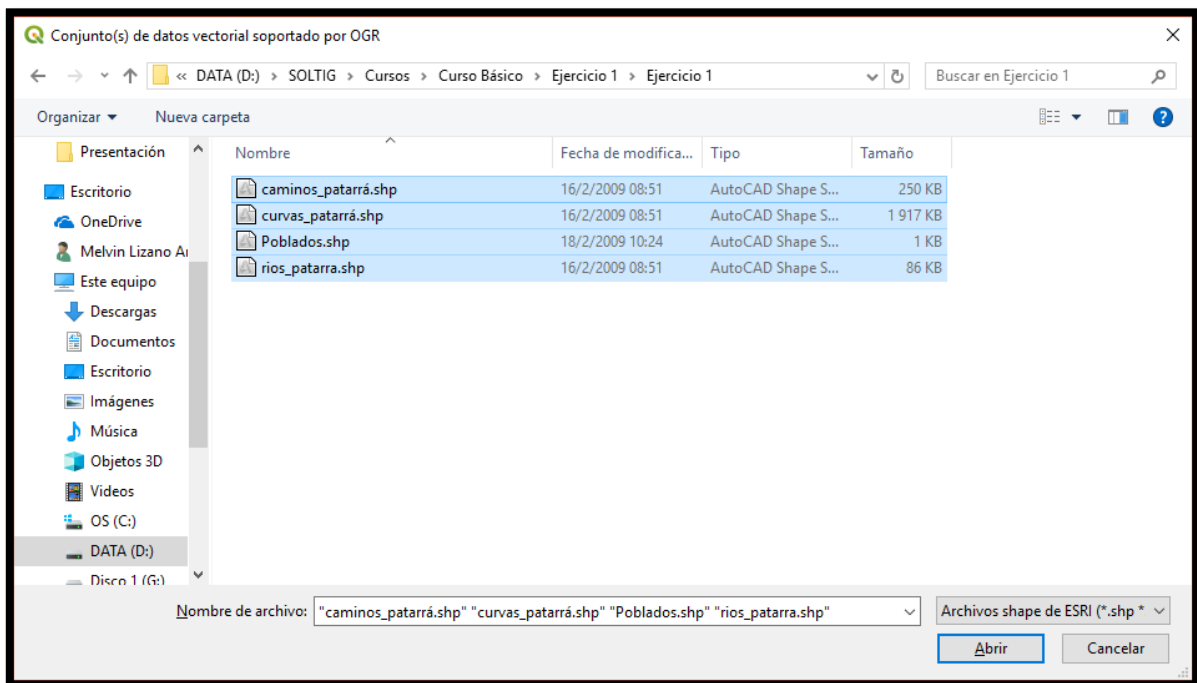 Conjunto(s) de datos vectorial soportado por OGR
« DATA (D:) > SOLTIG > Cursos > Curso Básico > Ejercicio 1 > Ejercicio 1
Buscar en Ejercicio 1
Organizar
Nueva carpeta
Presentación
Escritorio
OneDrive
Melvin Lizano
Este equipo
Descargas
Documentos
Escritorio
Imágenes
Música
Objetos 3D
Videos
OS (C:)
DATA (D:)
Disco 1 (G:)
Nombre Fecha de modifica... Tipo Tamaño
caminos_patarrá.shp 16/2/2009 08:51 AutoCAD Shape S... 250 KB
curvas_patarrá.shp 16/2/2009 08:51 AutoCAD Shape S... 1 917 KB
Poblados.shp 18/2/2009 10:24 AutoCAD Shape S... 1 KB
rios_patarra.shp 16/2/2009 08:51 AutoCAD Shape S... 86 KB
Nombre de archivo: "caminos_patarrá.shp" "curvas_patarrá.shp" "Poblados.shp" "rios_patarra.shp"
Archivos shape de ESRI (*.shp *
Abrir
Cancelar